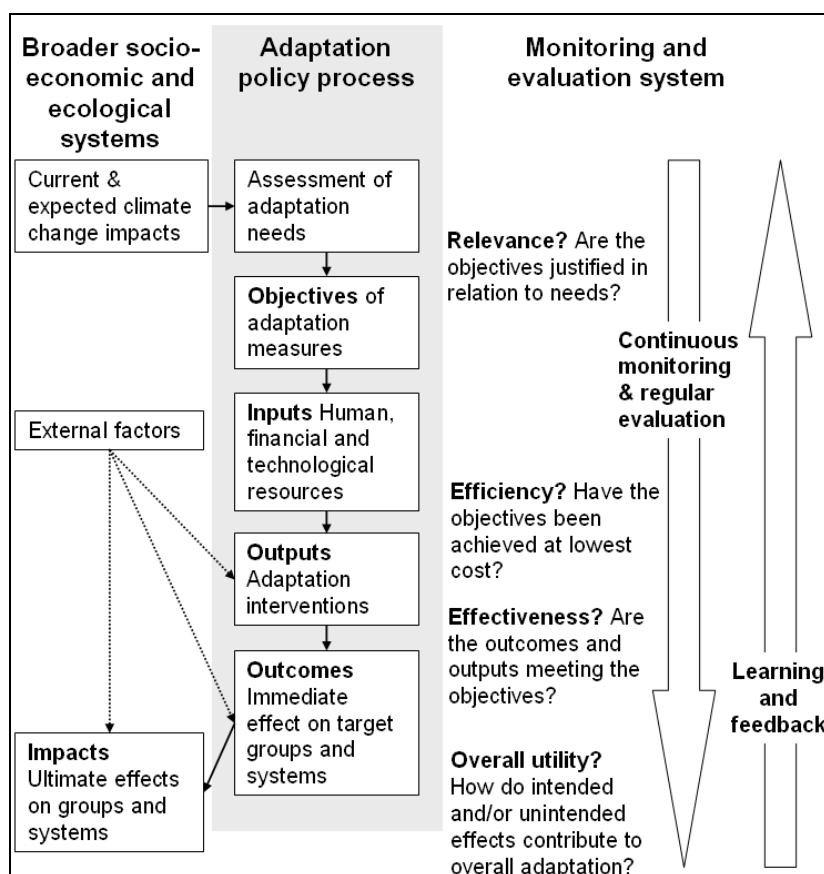 Broader socio-
economic and
ecological
systems
Adaptation
policy process
Monitoring and
evaluation system
Current &
expected climate
change impacts
Assessment of
adaptation
needs
Relevance? Are the
objectives justified in
relation to needs?
Objectives of
adaptation
measures
Continuous
monitoring
& regular
evaluation
External factors
Inputs Human,
financial and
technological
resources
Efficiency? Have the
objectives been
achieved at lowest
cost?
Outputs
Adaptation
interventions
Effectiveness? Are
the outcomes and
outputs meeting the
objectives?
Outcomes
Immediate
effect on target
groups and
systems
Learning
and
feedback
Impacts
Ultimate effects
on groups and
systems
Overall utility?
How do intended
and/or unintended
effects contribute to
overall adaptation?